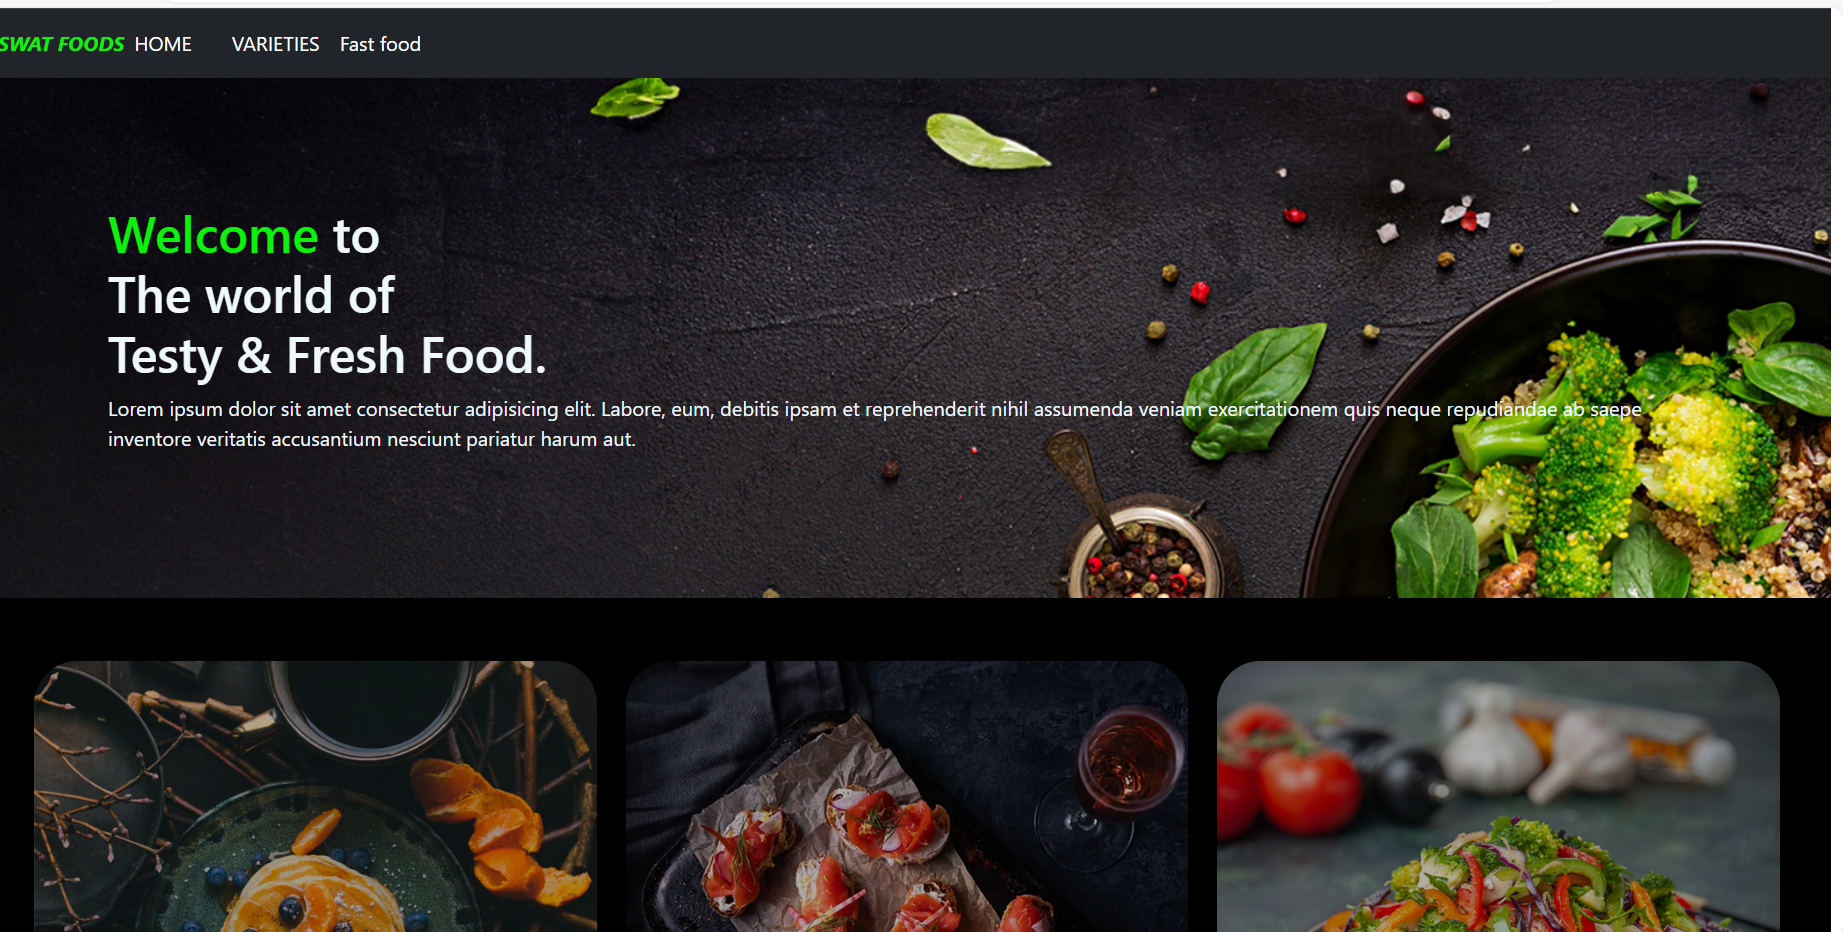 SWAT FOODS HOME VARIETIES Fast food
Welcome to
The world of
Testy & Fresh Food.
Lorem ipsum dolor sit amet consectetur adipisicing elit. Labore, eum, debitis ipsam et reprehenderit nihil assumenda veniam exercitationem quis neque repudiandae ab saepe
inventore veritatis accusantium nesciunt pariatur harum aut.